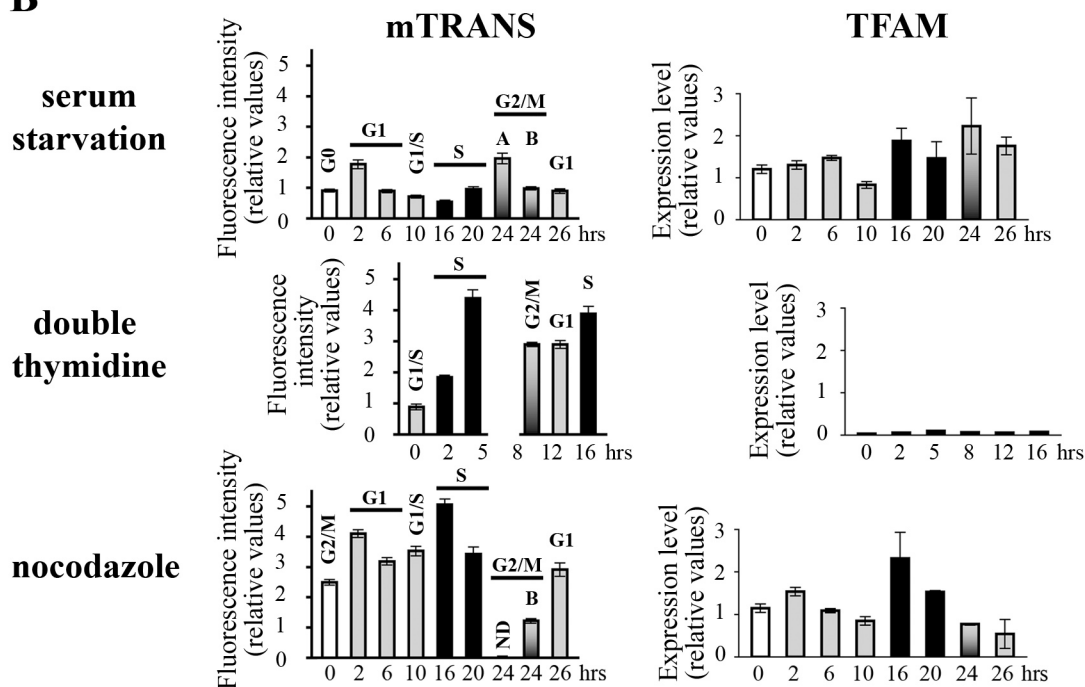 B
mTRANS
TFAM
serum
starvation
Fluorescence intensity
(relative values)
5
4
3
2
1
0
G0
G1
G1/S
S
G2/M
A
B
G1
0 2 6 10 16 20 24 24 26 hrs
Expression level
(relative values)
3
2
1
0
0 2 6 10 16 20 24 26 hrs
double
thymidine
Fluorescence
intensity
(relative values)
5
4
3
2
1
0
G1/S
S
G2/M
G1
S
0 2 5 8 12 16 hrs
Expression level
(relative values)
3
2
1
0
0 2 5 8 12 16 hrs
nocodazole
Fluorescence intensity
(relative values)
5
4
3
2
1
0
G2/M
G1
G1/S
S
G2/M
ND
B
G1
0 2 6 10 16 20 24 24 26 hrs
Expression level
(relative values)
3
2
1
0
0 2 6 10 16 20 24 26 hrs